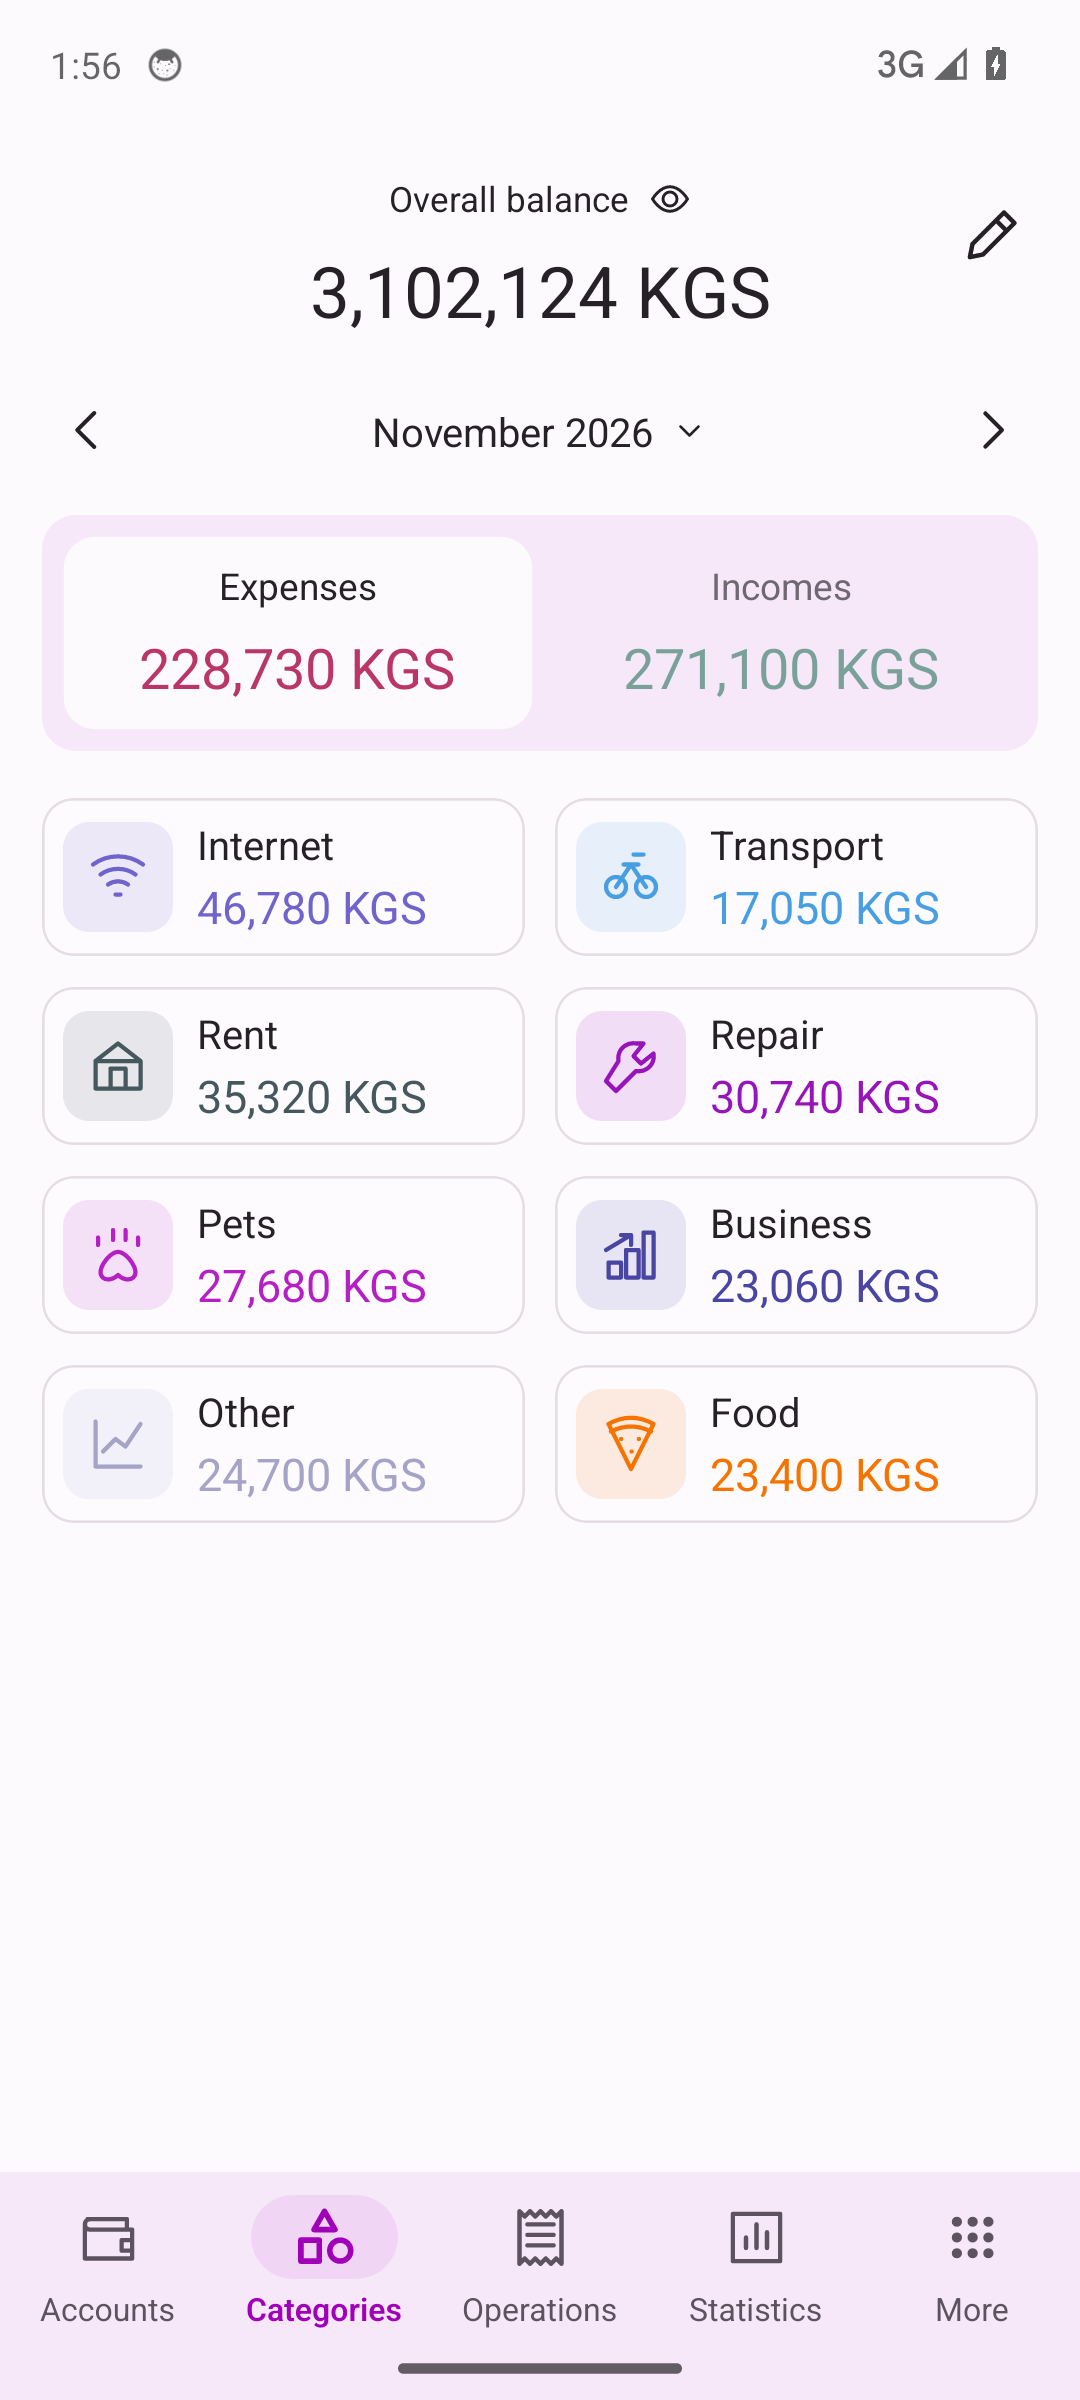 1:56
3G
Overall balance
3,102,124 KGS
November 2026
Expenses
228,730 KGS
Incomes
271,100 KGS
Internet
46,780 KGS
Transport
17,050 KGS
Rent
35,320 KGS
Repair
30,740 KGS
Pets
27,680 KGS
Business
23,060 KGS
Other
24,700 KGS
Food
23,400 KGS
Accounts
Categories
Operations
Statistics
More